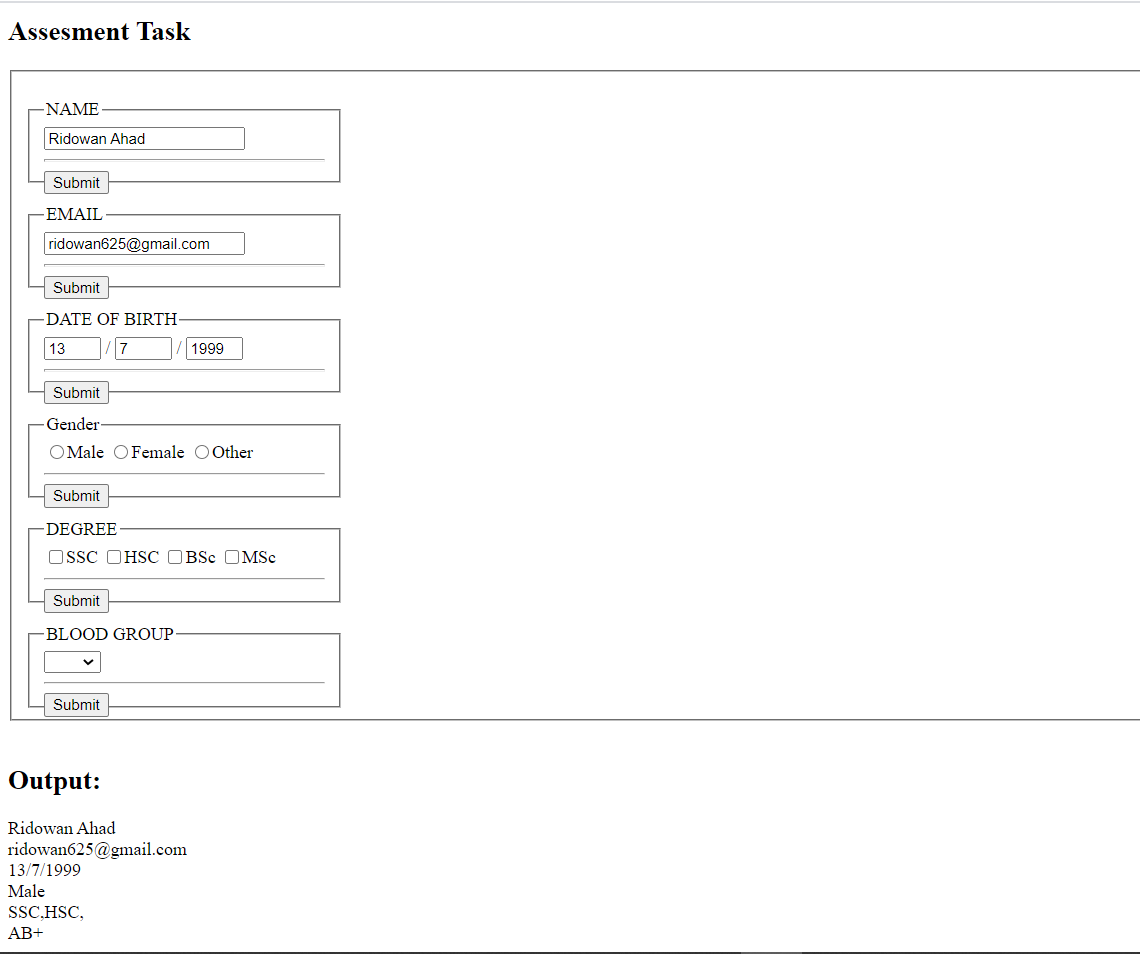 Assesment Task
NAME
Ridowan Ahad
Submit
EMAIL
ridowan625@gmail.com
Submit
DATE OF BIRTH
13 / 7 / 1999
Submit
Gender
Male Female Other
Submit
DEGREE
SSC HSC BSc MSc
Submit
BLOOD GROUP
Submit
Output:
Ridowan Ahad
ridowan625@gmail.com
13/7/1999
Male
SSC,HSC,
AB+